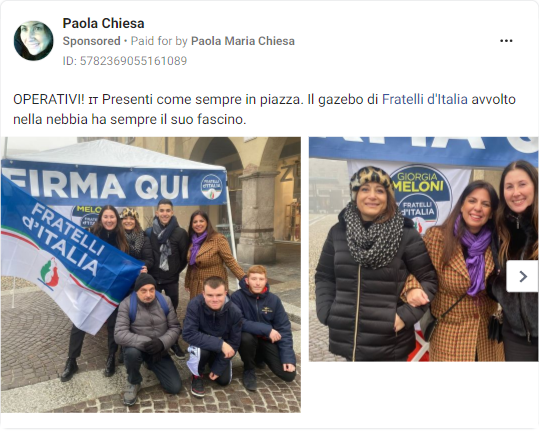 Paola Chiesa
Sponsored • Paid for by Paola Maria Chiesa
ID: 5782369055161089
OPERATIVI! ɪᴛ Presenti come sempre in piazza. Il gazebo di Fratelli d'Italia avvolto
nella nebbia ha sempre il suo fascino.
FIRMA QUI
FRATELLI
d'ITALIA
GIORGIA
MELONI
FRATELLI
d'ITALIA